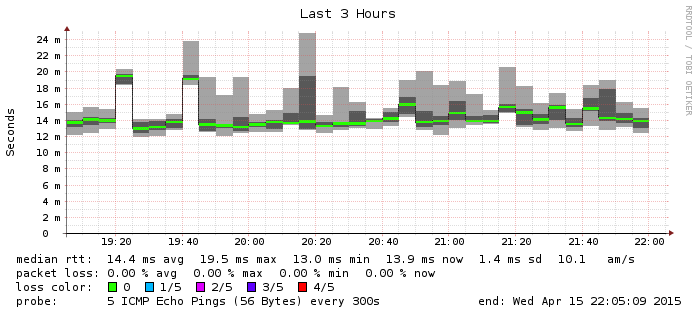 Last 3 Hours
RRDTOOL / TOBI OETIKER
Seconds
24 m
22 m
20 m
18 m
16 m
14 m
12 m
10 m
8 m
6 m
4 m
2 m
0
19:20 19:40 20:00 20:20 20:40 21:00 21:20 21:40 22:00
median rtt: 14.4 ms avg 19.5 ms max 13.0 ms min 13.9 ms now 1.4 ms sd 10.1 am/s
packet loss: 0.00 % avg 0.00 % max 0.00 % min 0.00 % now
loss color: 0 1/5 2/5 3/5 4/5
probe: 5 ICMP Echo Pings (56 Bytes) every 300s end: Wed Apr 15 22:05:09 2015